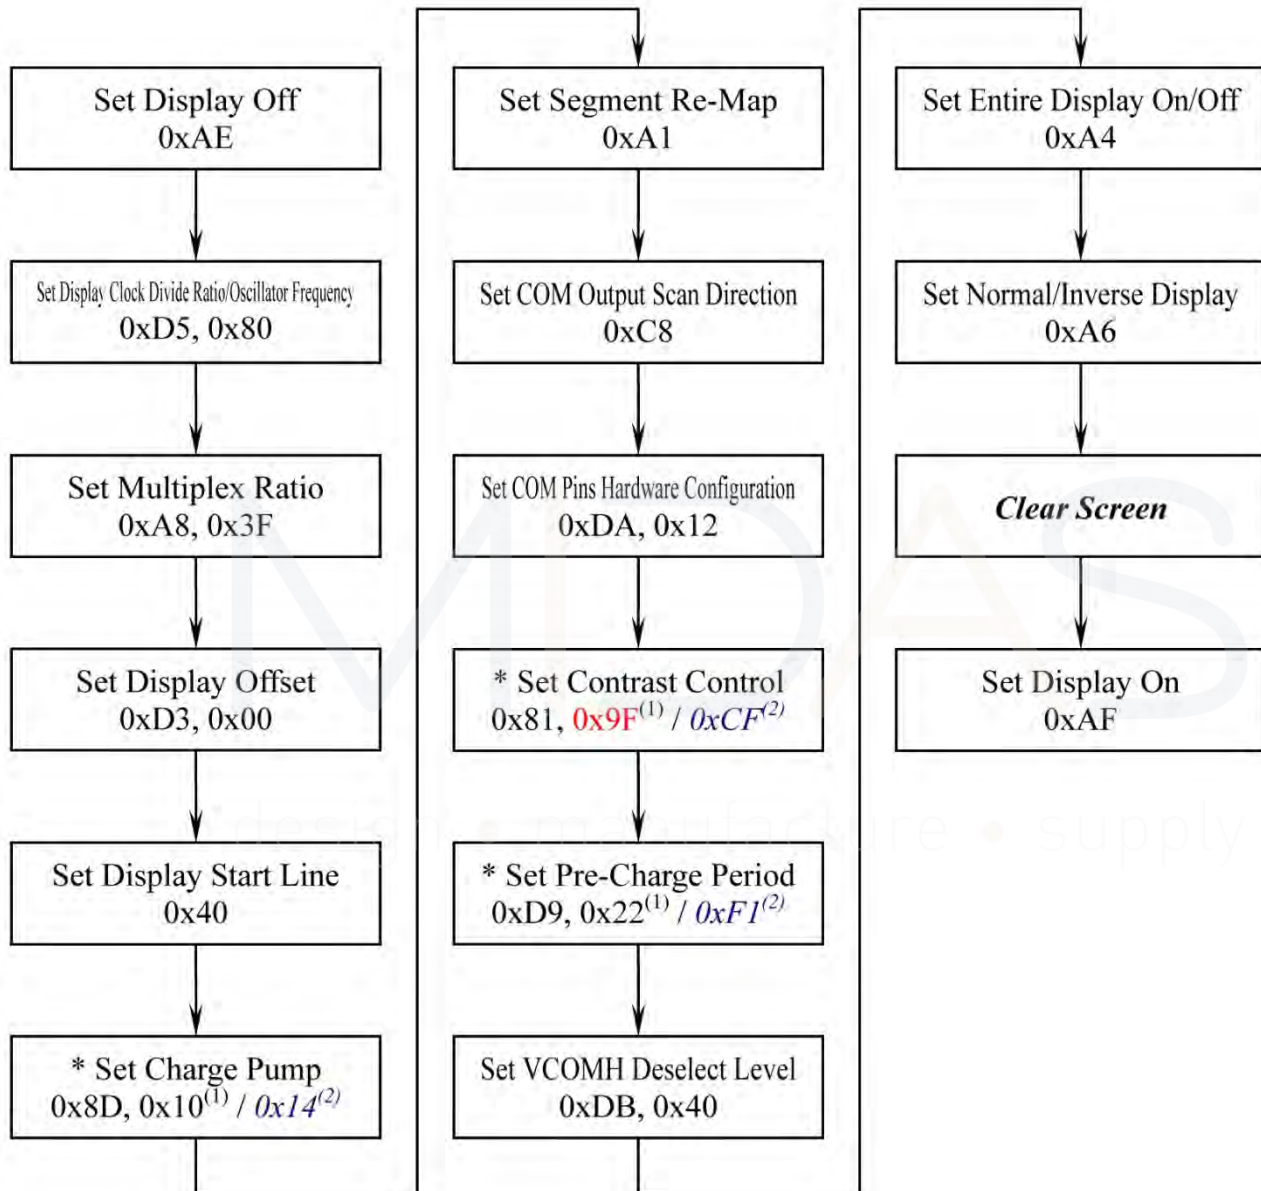 Set Display Off
0xAE
Set Display Clock Divide Ratio/Oscillator Frequency
0xD5, 0x80
Set Multiplex Ratio
0xA8, 0x3F
Set Display Offset
0xD3, 0x00
Set Display Start Line
0x40
* Set Charge Pump
0x8D, 0x10(1) / 0x14(2)
Set Segment Re-Map
0xA1
Set COM Output Scan Direction
0xC8
Set COM Pins Hardware Configuration
0xDA, 0x12
* Set Contrast Control
0x81, 0x9F(1) / 0xCF(2)
* Set Pre-Charge Period
0xD9, 0x22(1) / 0xF1(2)
Set VCOMH Deselect Level
0xDB, 0x40
Set Entire Display On/Off
0xA4
Set Normal/Inverse Display
0xA6
Clear Screen
Set Display On
0xAF
MIDAS
design • manufacture • supply